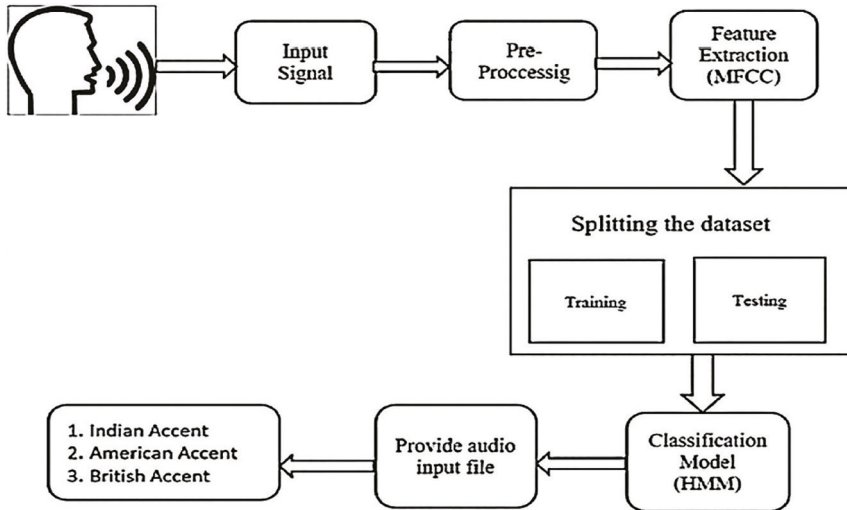 Input
Signal
Pre-
Proccessig
Feature
Extraction
(MFCC)
Splitting the dataset
Training
Testing
Classification
Model
(HMM)
Provide audio
input file
1. Indian Accent
2. American Accent
3. British Accent